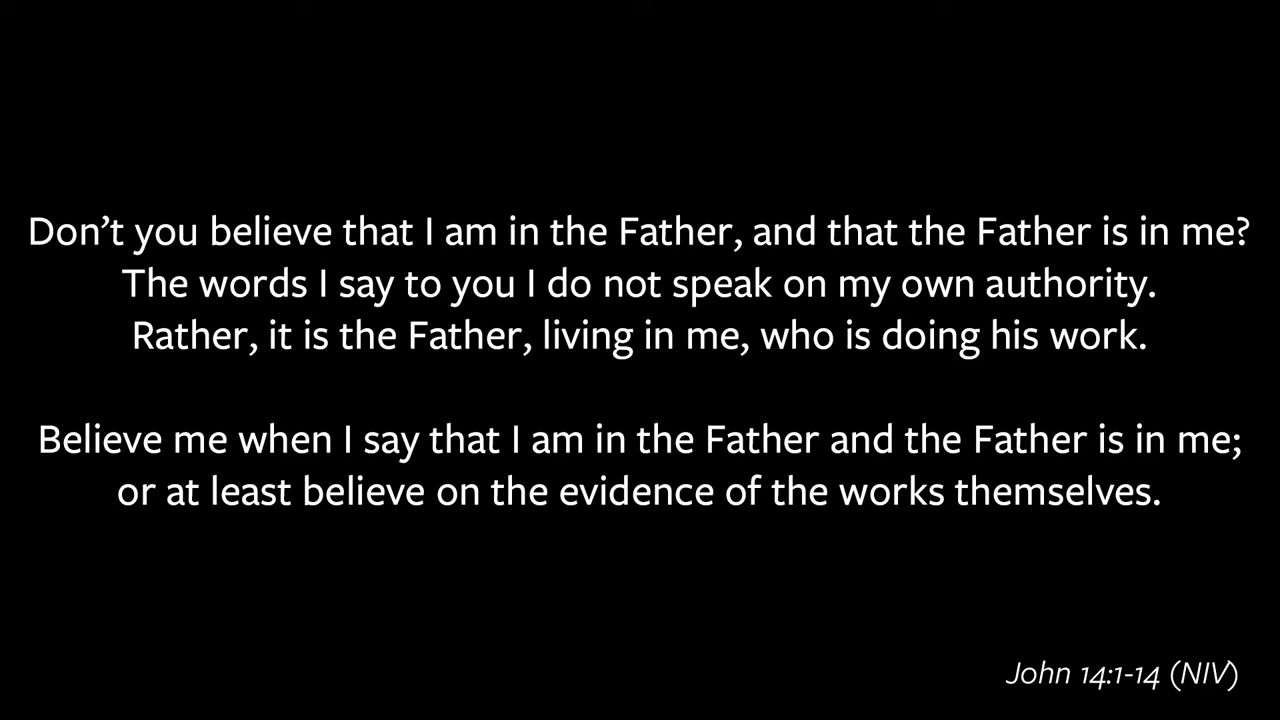 Don’t you believe that I am in the Father, and that the Father is in me?
The words I say to you I do not speak on my own authority.
Rather, it is the Father, living in me, who is doing his work.
Believe me when I say that I am in the Father and the Father is in me;
or at least believe on the evidence of the works themselves.
John 14:1-14 (NIV)